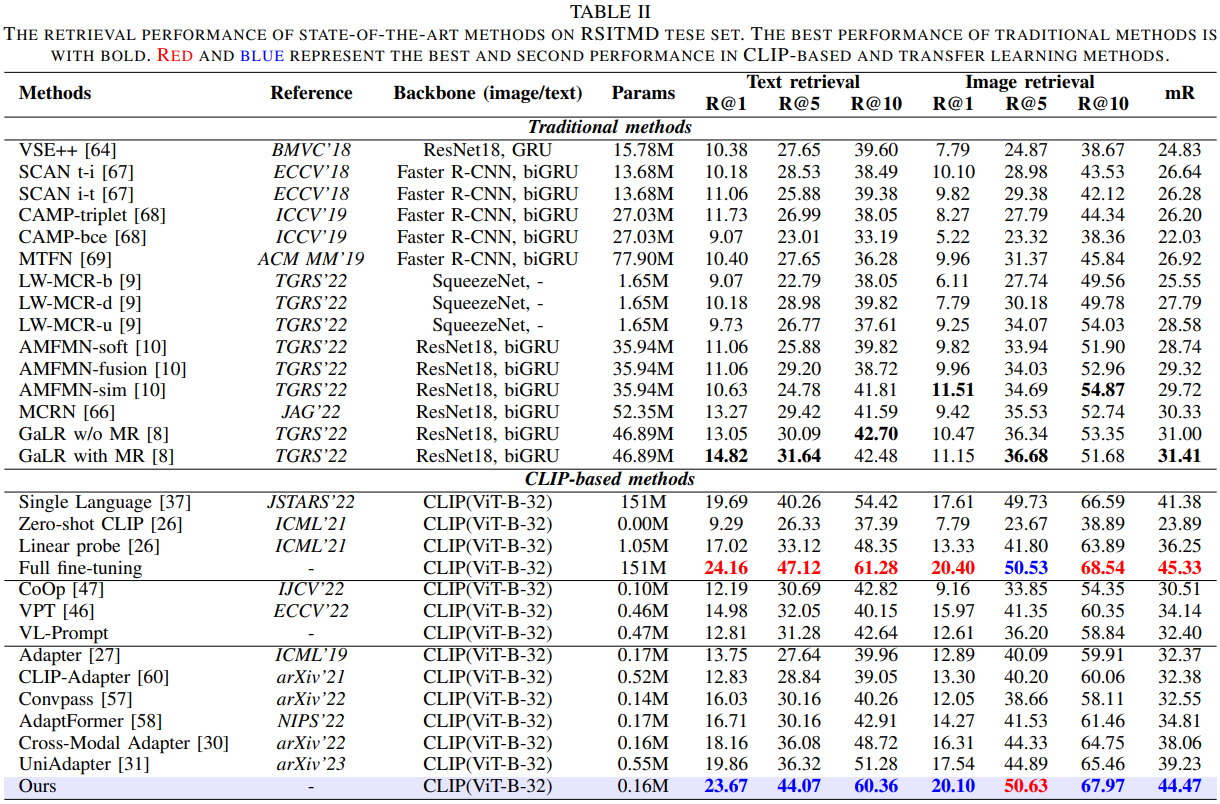 TABLE II
THE RETRIEVAL PERFORMANCE OF STATE-OF-THE-ART METHODS ON RSITMD TESE SET. THE BEST PERFORMANCE OF TRADITIONAL METHODS IS
WITH BOLD. RED AND BLUE REPRESENT THE BEST AND SECOND PERFORMANCE IN CLIP-BASED AND TRANSFER LEARNING METHODS.
Methods Reference Backbone (image/text) Params Text retrieval Image retrieval mR
R@1 R@5 R@10 R@1 R@5 R@10
Traditional methods
VSE++ [64] BMVC'18 ResNet18, GRU 15.78M 10.38 27.65 39.60 7.79 24.87 38.67 24.83
SCAN t-i [67] ECCV'18 Faster R-CNN, biGRU 13.68M 10.18 28.53 38.49 10.10 28.98 43.53 26.64
SCAN i-t [67] ECCV'18 Faster R-CNN, biGRU 13.68M 11.06 25.88 39.38 9.82 29.38 42.12 26.28
CAMP-triplet [68] ICCV'19 Faster R-CNN, biGRU 27.03M 11.73 26.99 38.05 8.27 27.79 44.34 26.20
CAMP-bce [68] ICCV'19 Faster R-CNN, biGRU 27.03M 9.07 23.01 33.19 5.22 23.32 38.36 22.03
MTFN [69] ACM MM'19 Faster R-CNN, biGRU 77.90M 10.40 27.65 36.28 9.96 31.37 45.84 26.92
LW-MCR-b [9] TGRS'22 SqueezeNet, - 1.65M 9.07 22.79 38.05 6.11 27.74 49.56 25.55
LW-MCR-d [9] TGRS'22 SqueezeNet, - 1.65M 10.18 28.98 39.82 7.79 30.18 49.78 27.79
LW-MCR-u [9] TGRS'22 SqueezeNet, - 1.65M 9.73 26.77 37.61 9.25 34.07 54.03 28.58
AMFMN-soft [10] TGRS'22 ResNet18, biGRU 35.94M 11.06 25.88 39.82 9.82 33.94 51.90 28.74
AMFMN-fusion [10] TGRS'22 ResNet18, biGRU 35.94M 11.06 29.20 38.72 9.96 34.03 52.96 29.32
AMFMN-sim [10] TGRS'22 ResNet18, biGRU 35.94M 10.63 24.78 41.81 11.51 34.69 54.87 29.72
MCRN [66] JAG'22 ResNet18, biGRU 52.35M 13.27 29.42 41.59 9.42 35.53 52.74 30.33
GaLR w/o MR [8] TGRS'22 ResNet18, biGRU 46.89M 13.05 30.09 42.70 10.47 36.34 53.35 31.00
GaLR with MR [8] TGRS'22 ResNet18, biGRU 46.89M 14.82 31.64 42.48 11.15 36.68 51.68 31.41
CLIP-based methods
Single Language [37] JSTARS'22 CLIP(ViT-B-32) 151M 19.69 40.26 54.42 17.61 49.73 66.59 41.38
Zero-shot CLIP [26] ICML'21 CLIP(ViT-B-32) 0.00M 9.29 26.33 37.39 7.79 23.67 38.89 23.89
Linear probe [26] ICML'21 CLIP(ViT-B-32) 1.05M 17.02 33.12 48.35 13.33 41.80 63.89 36.25
Full fine-tuning - CLIP(ViT-B-32) 151M 24.16 47.12 61.28 20.40 50.53 68.54 45.33
CoOp [47] IJCV'22 CLIP(ViT-B-32) 0.10M 12.19 30.69 42.82 9.16 33.85 54.35 30.51
VPT [46] ECCV'22 CLIP(ViT-B-32) 0.46M 14.98 32.05 40.15 15.97 41.35 60.35 34.14
VL-Prompt - CLIP(ViT-B-32) 0.47M 12.81 31.28 42.64 12.61 36.20 58.84 32.40
Adapter [27] ICML'19 CLIP(ViT-B-32) 0.17M 13.75 27.64 39.96 12.89 40.09 59.91 32.37
CLIP-Adapter [60] arXiv'21 CLIP(ViT-B-32) 0.52M 12.83 28.84 39.05 13.30 40.20 60.06 32.38
Convpass [57] arXiv'22 CLIP(ViT-B-32) 0.14M 16.03 30.16 40.26 12.05 38.66 58.11 32.55
AdaptFormer [58] NIPS'22 CLIP(ViT-B-32) 0.17M 16.71 30.16 42.91 14.27 41.53 61.46 34.81
Cross-Modal Adapter [30] arXiv'22 CLIP(ViT-B-32) 0.16M 18.16 36.08 48.72 16.31 44.33 64.75 38.06
UniAdapter [31] arXiv'23 CLIP(ViT-B-32) 0.55M 19.86 36.32 51.28 17.54 44.89 65.46 39.23
Ours - CLIP(ViT-B-32) 0.16M 23.67 44.07 60.36 20.10 50.63 67.97 44.47